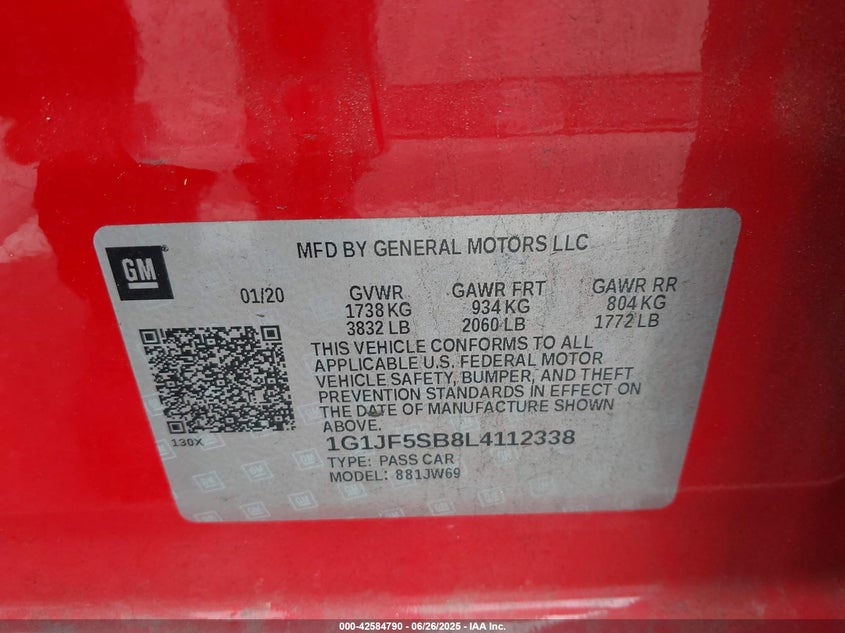 GM
MFD BY GENERAL MOTORS LLC
01/20
GVWR
1738 KG
3832 LB
GAWR FRT
934 KG
2060 LB
GAWR RR
804 KG
1772 LB
THIS VEHICLE CONFORMS TO ALL
APPLICABLE U.S. FEDERAL MOTOR
VEHICLE SAFETY, BUMPER, AND THEFT
PREVENTION STANDARDS IN EFFECT ON
THE DATE OF MANUFACTURE SHOWN
ABOVE.
130X
1G1JF5SB8L4112338
TYPE: PASS CAR
MODEL: 881JW69
000-42584790 - 06/26/2025 - IAA Inc.